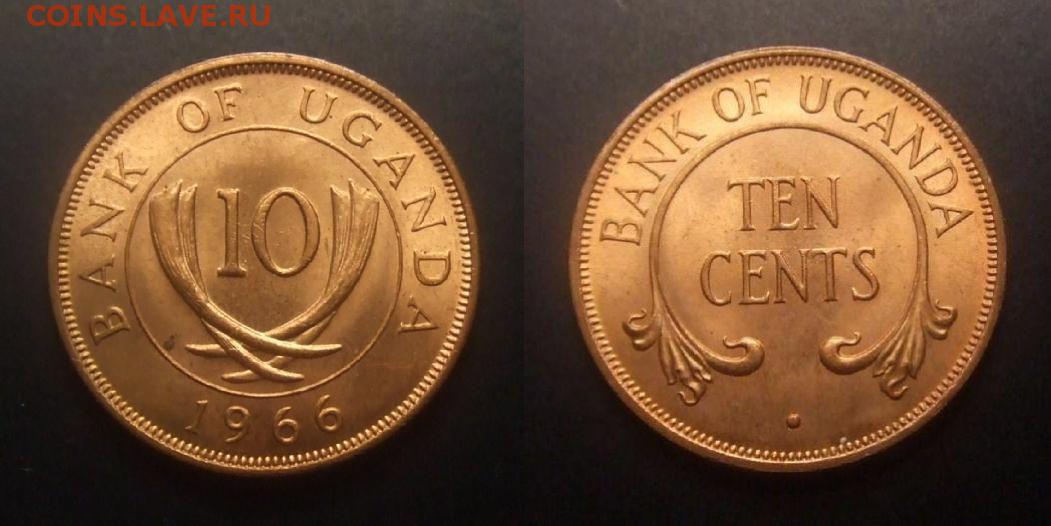 COINS.LAVE.RU
BANK OF UGANDA
10
1966
BANK OF UGANDA
TEN
CENTS